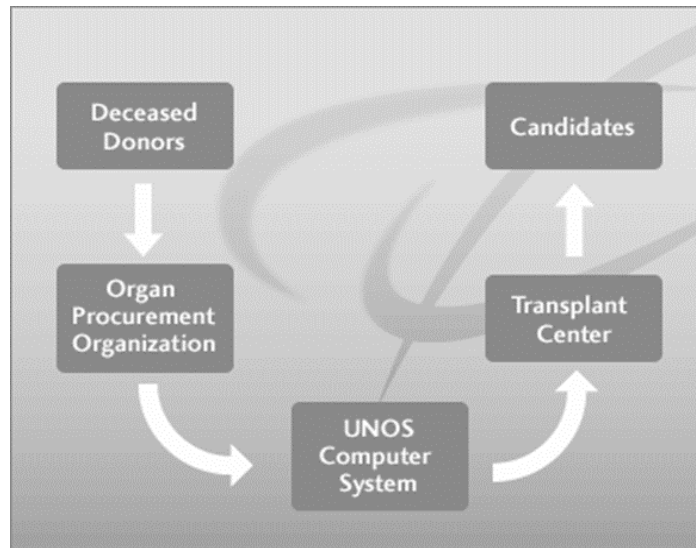 Deceased
Donors
Organ
Procurement
Organization
UNOS
Computer
System
Transplant
Center
Candidates